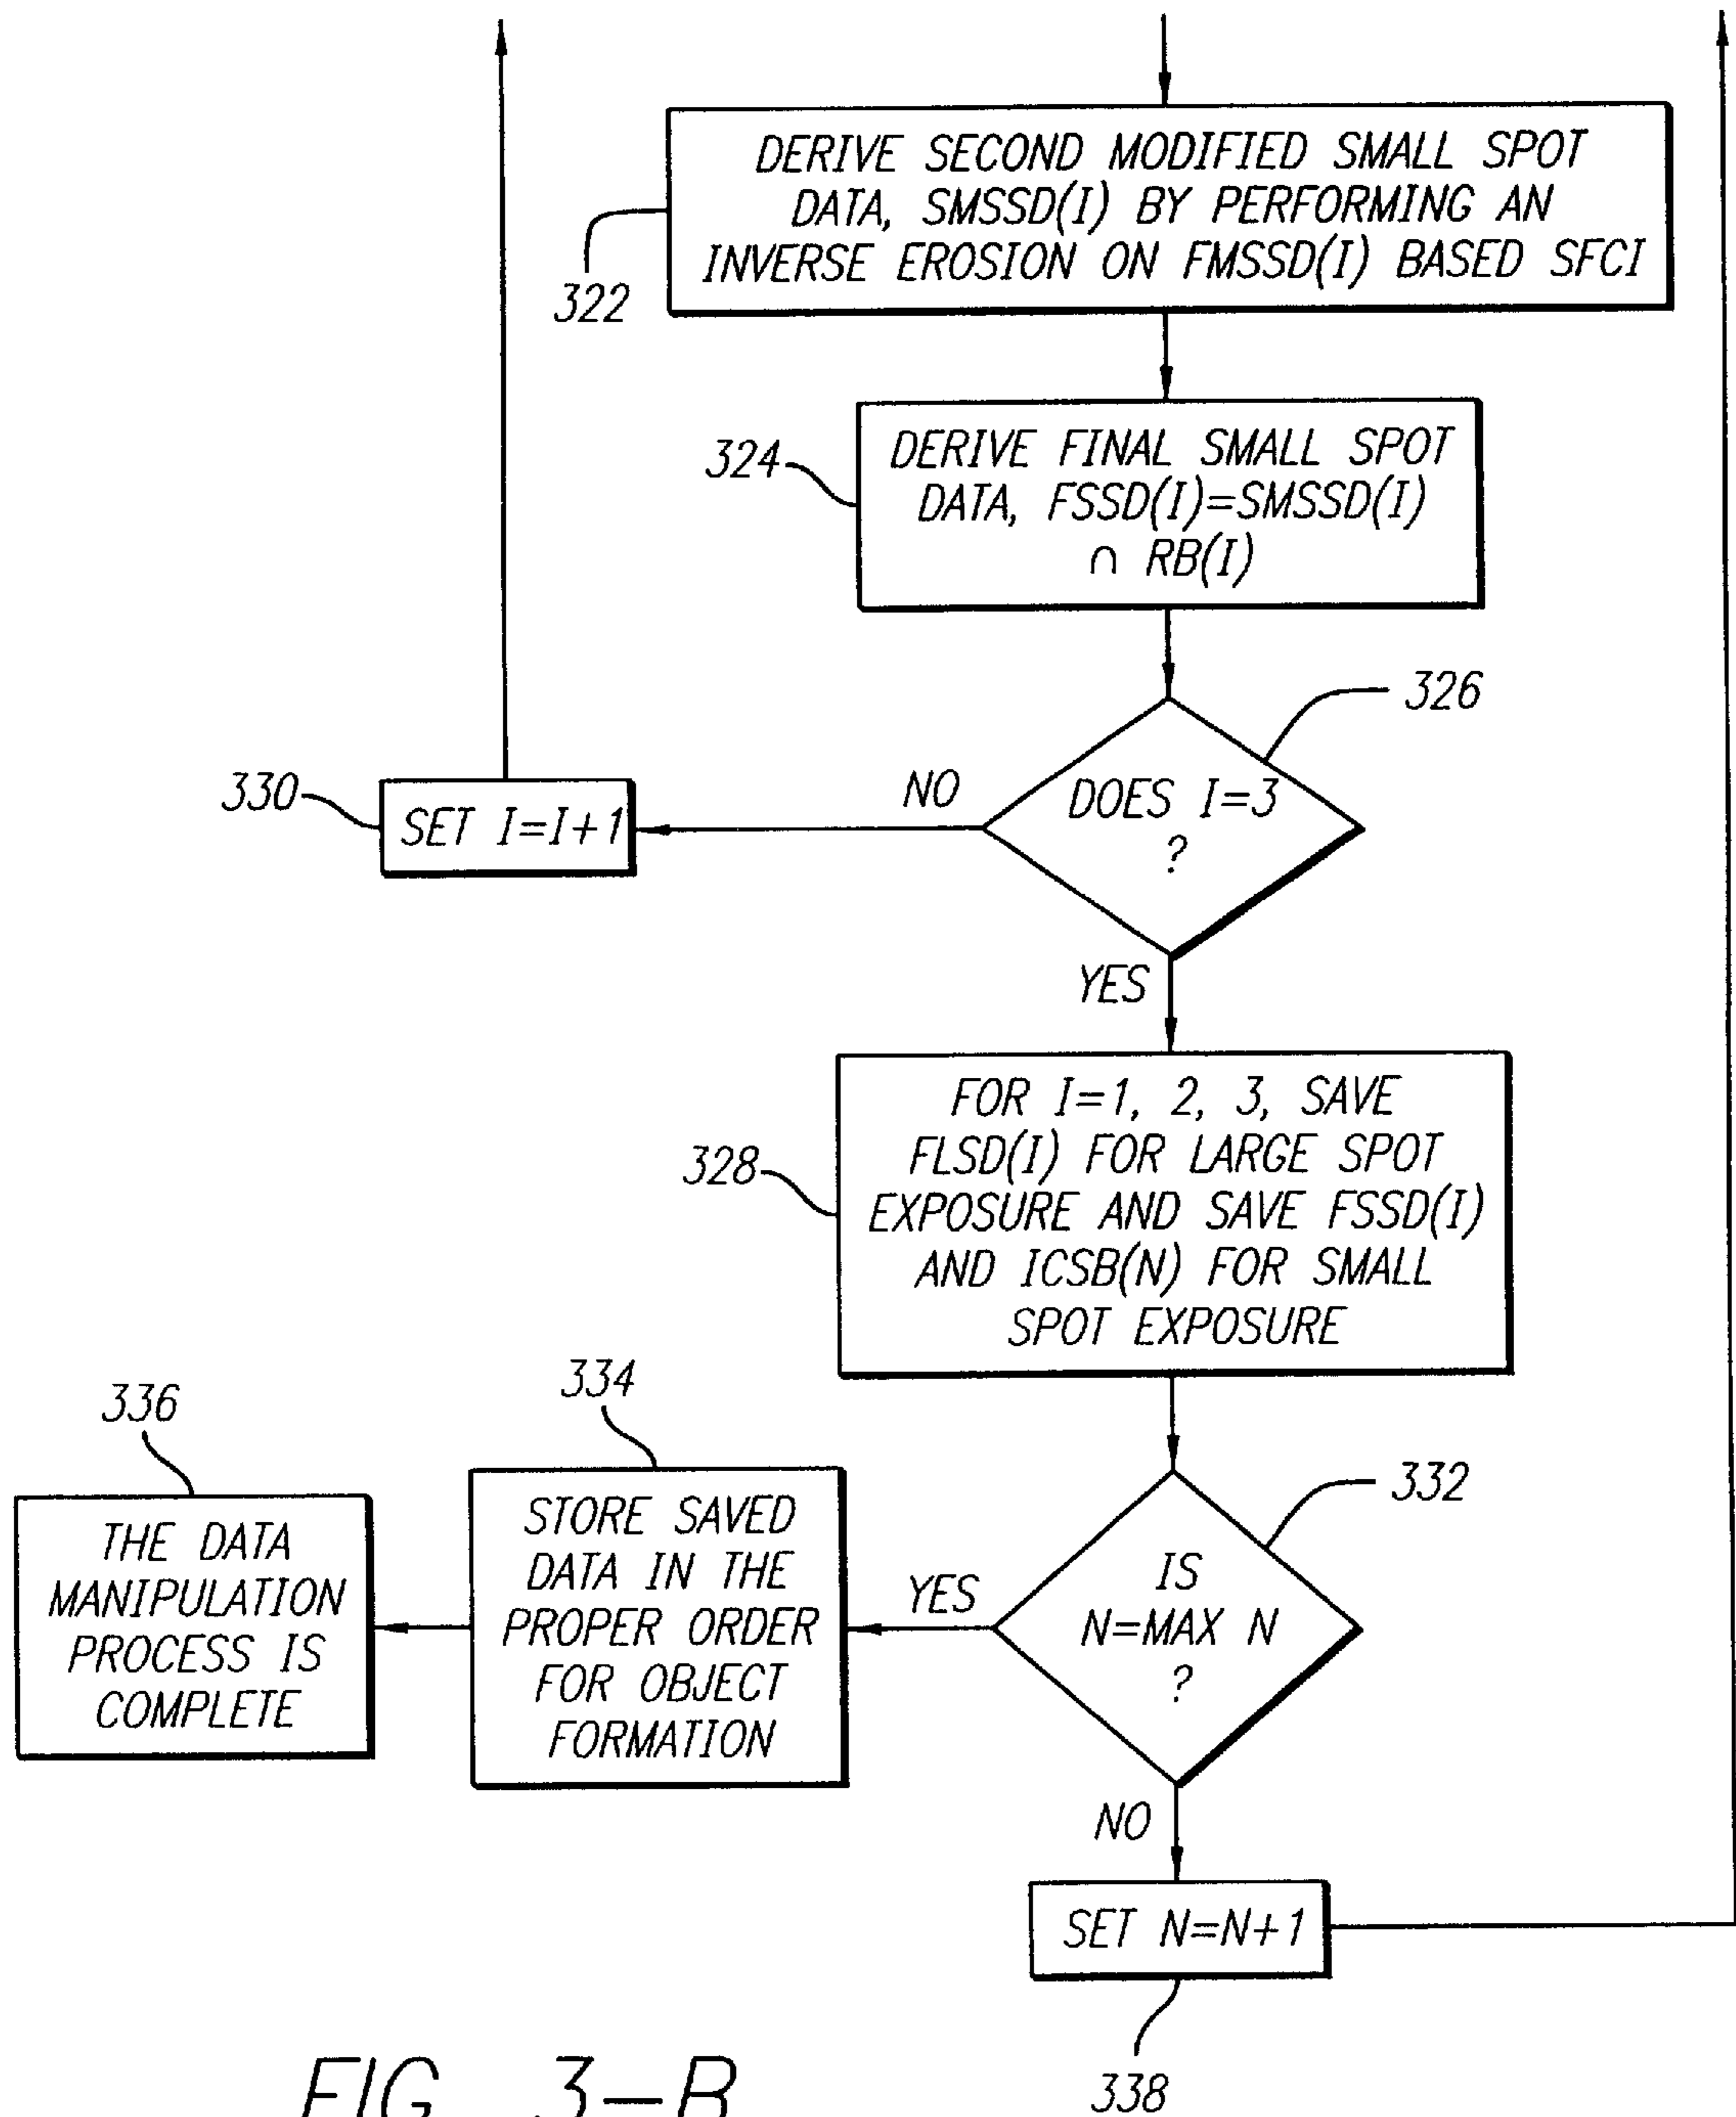 DERIVE SECOND MODIFIED SMALL SPOT
DATA, SMSSD(I) BY PERFORMING AN
INVERSE EROSION ON FMSSD(I) BASED SFCI
322
DERIVE FINAL SMALL SPOT
DATA, FSSD(I)=SMSSD(I)
∩ RB(I)
324
326
DOES I=3
?
NO
330
SET I=I+1
YES
FOR I=1, 2, 3, SAVE
FLSD(I) FOR LARGE SPOT
EXPOSURE AND SAVE FSSD(I)
AND ICSB(N) FOR SMALL
SPOT EXPOSURE
328
332
IS
N=MAX N
?
YES
334
STORE SAVED
DATA IN THE
PROPER ORDER
FOR OBJECT
FORMATION
336
THE DATA
MANIPULATION
PROCESS IS
COMPLETE
NO
SET N=N+1
338
FIG. 3-B